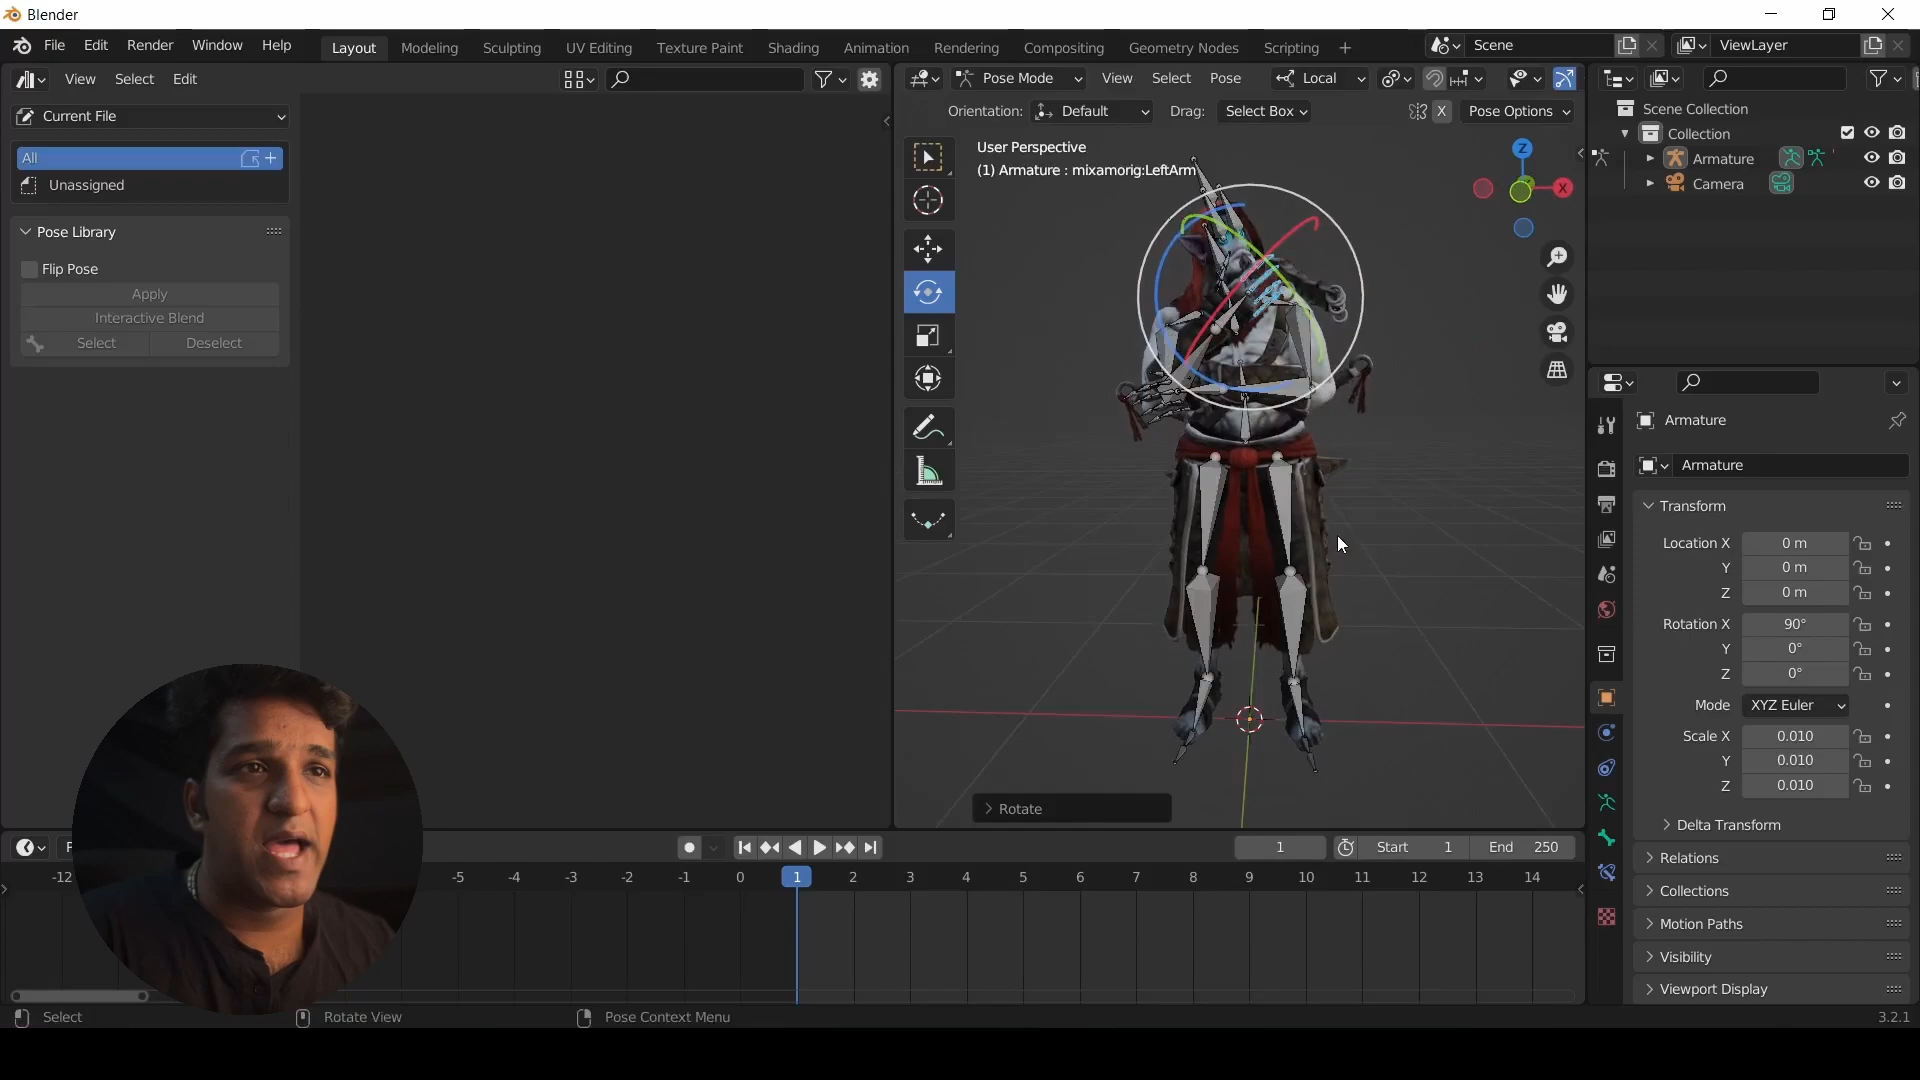 Blender
File Edit Render Window Help Layout Modeling Sculpting UV Editing Texture Paint Shading Animation Rendering Compositing Geometry Nodes Scripting + Scene ViewLayer
View Select Edit
Pose Mode View Select Pose Local
Orientation: Default Drag: Select Box X Pose Options
Current File
All
Unassigned
Pose Library
Flip Pose
Apply
Interactive Blend
Select Deselect
User Perspective
(1) Armature : mixamorig:LeftArm
Z
X
Rotate
Scene Collection
Collection
Armature
Camera
Armature
Armature
Transform
Location X 0 m
Y 0 m
Z 0 m
Rotation X 90°
Y 0°
Z 0°
Mode XYZ Euler
Scale X 0.010
Y 0.010
Z 0.010
Delta Transform
Relations
Collections
Motion Paths
Visibility
Viewport Display
1 Start 1 End 250
-12 -5 -4 -3 -2 -1 0 1 2 3 4 5 6 7 8 9 10 11 12 13 14
Select Rotate View Pose Context Menu 3.2.1